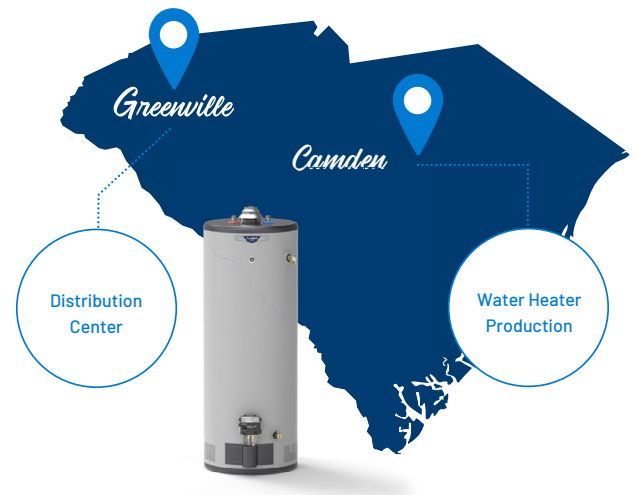 Greenville
Camden
Distribution
Center
Water Heater
Production